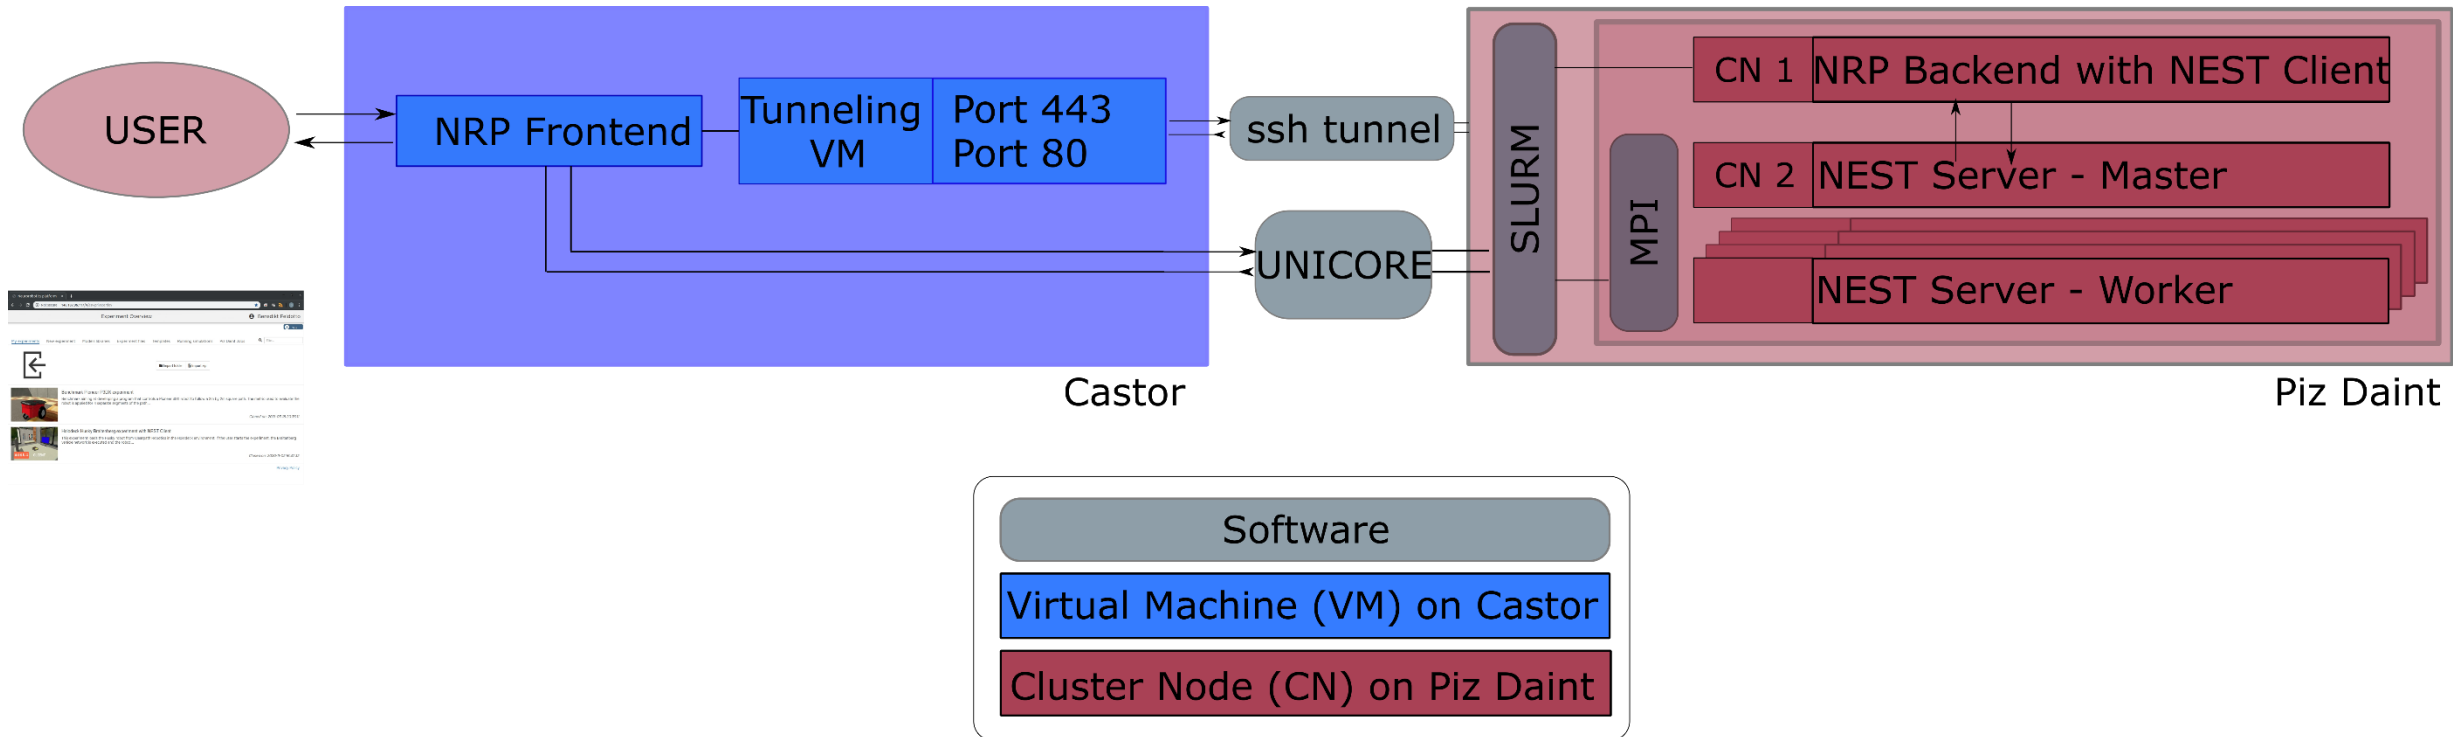 USER
NRP Frontend
Tunneling
VM
Port 443
Port 80
ssh tunnel
UNICORE
SLURM
MPI
CN 1
NRP Backend with NEST Client
CN 2
NEST Server - Master
NEST Server - Worker
Castor
Piz Daint
Experiment Overview
Software
Virtual Machine (VM) on Castor
Cluster Node (CN) on Piz Daint